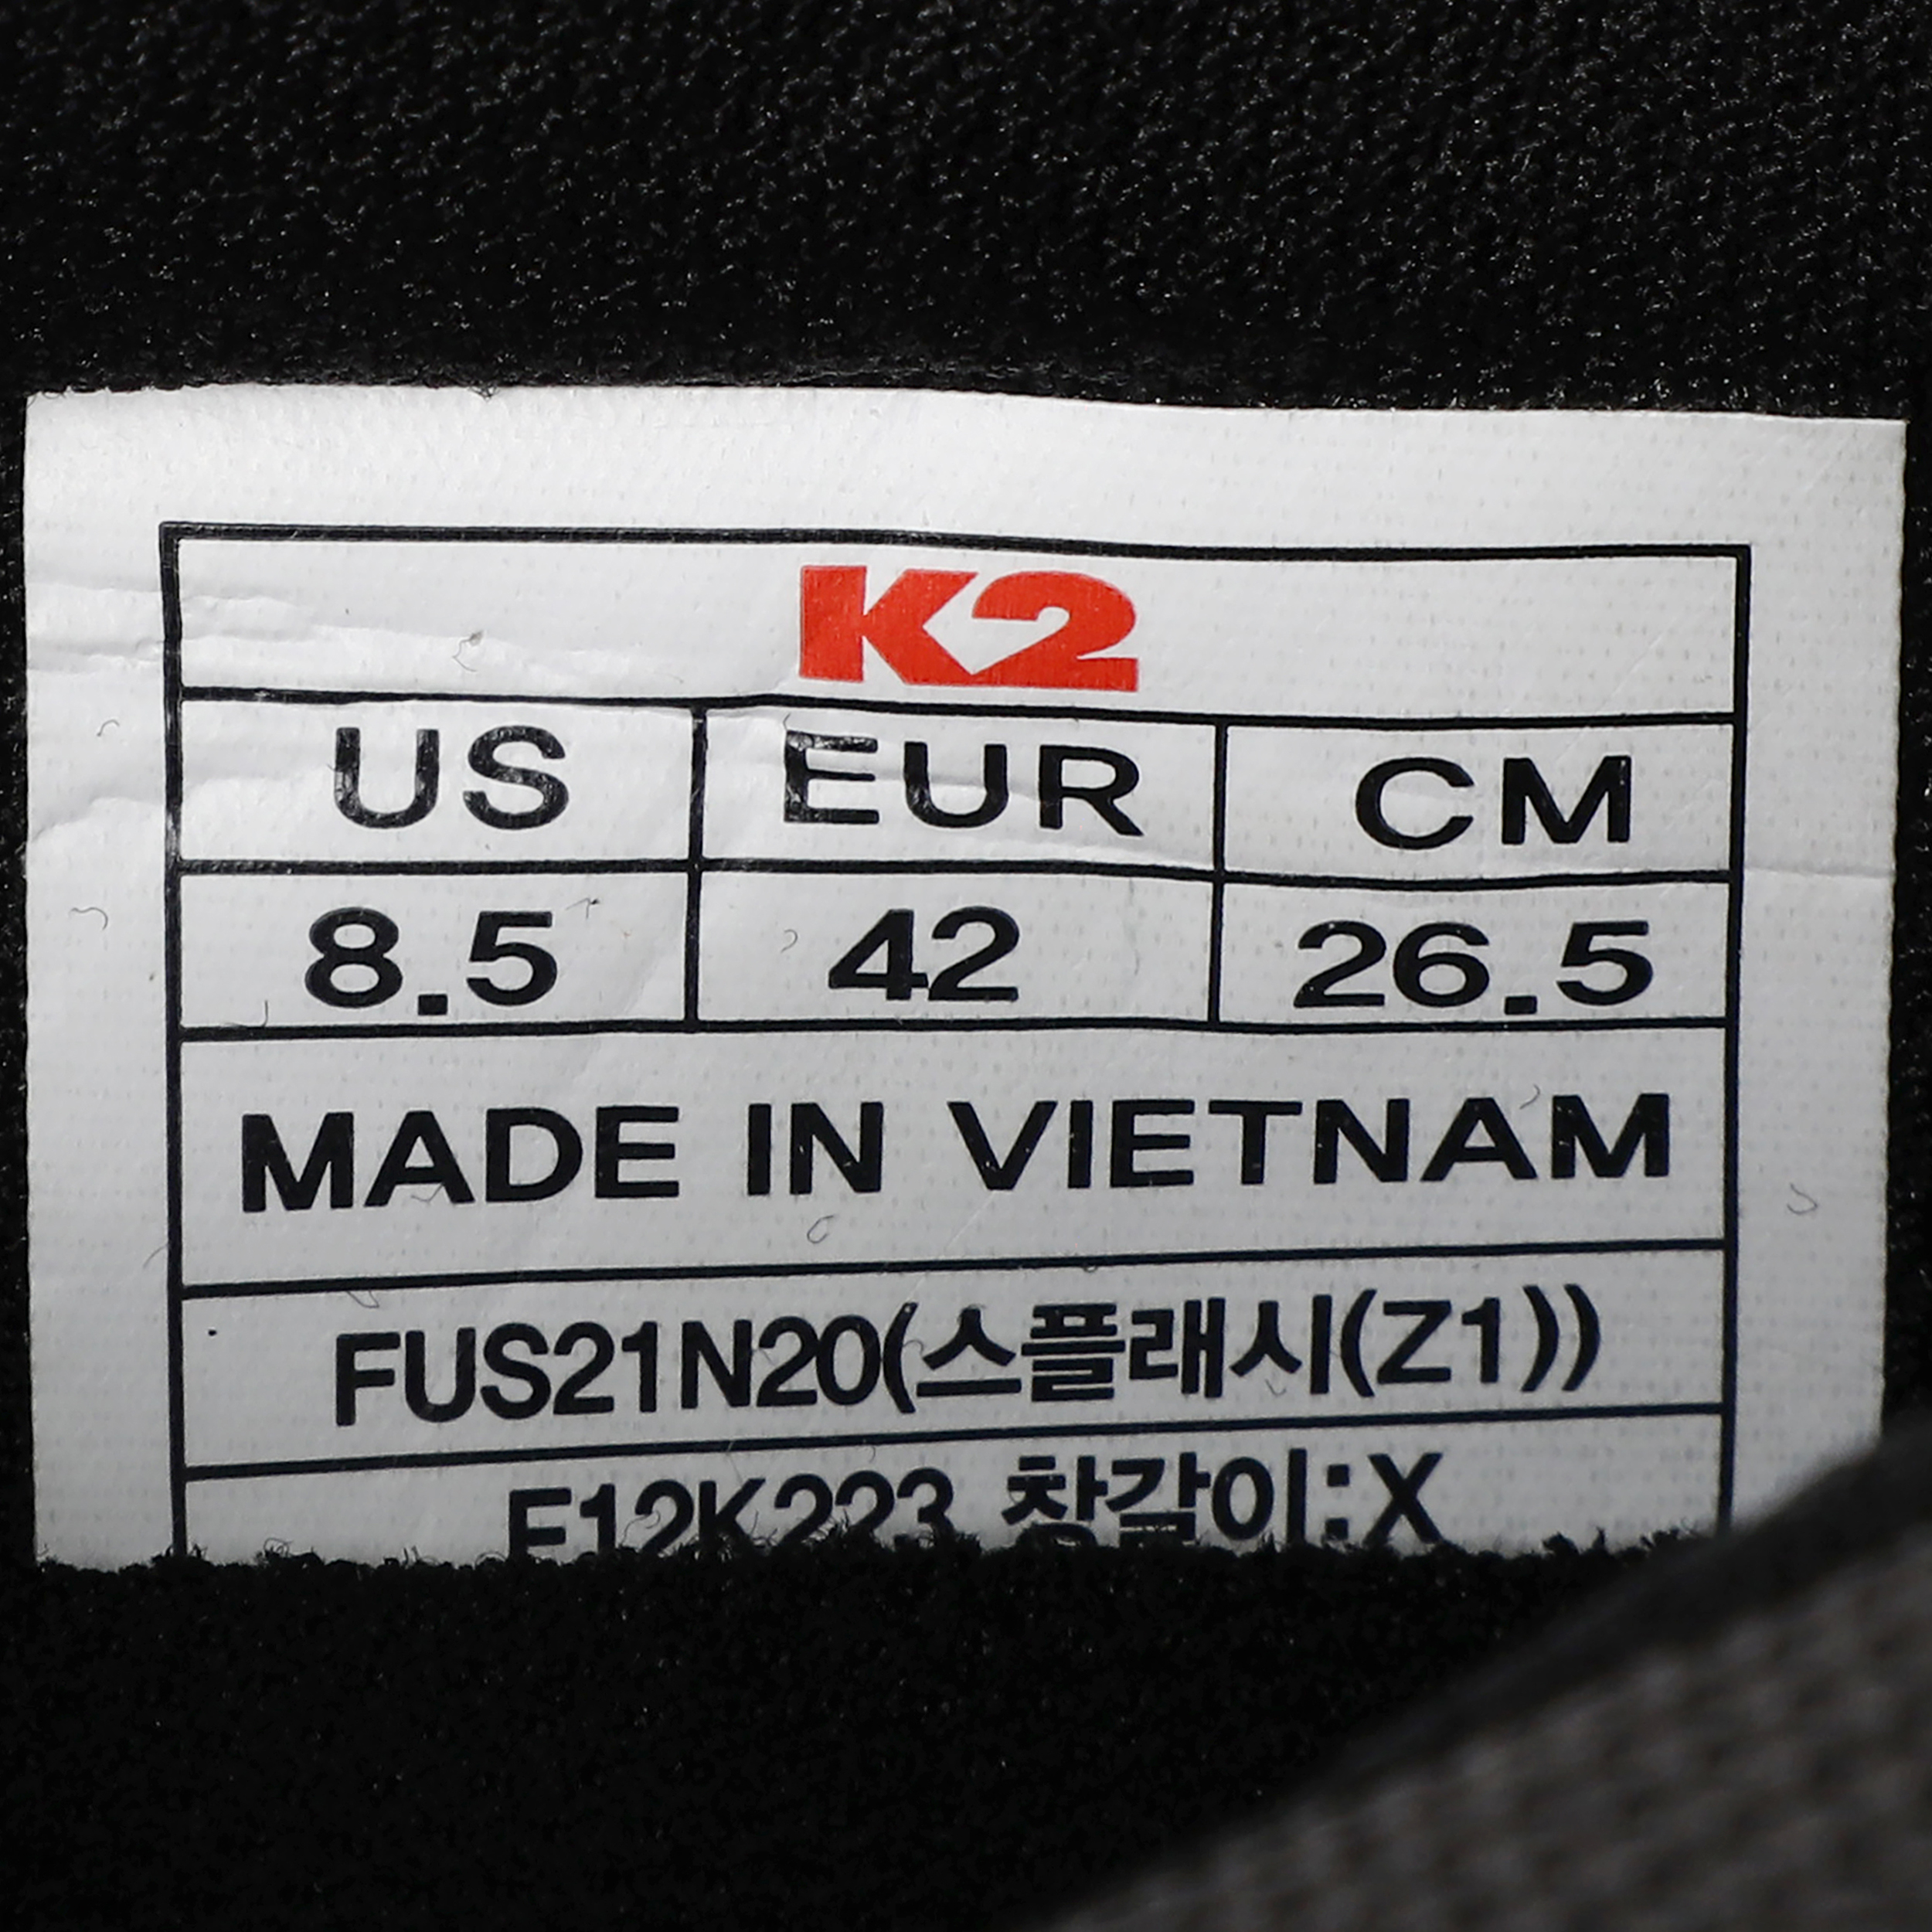 K2
US EUR CM
8.5 42 26.5
MADE IN VIETNAM
FUS21N20(스플래시(Z1))
F12K223 창갈이:X